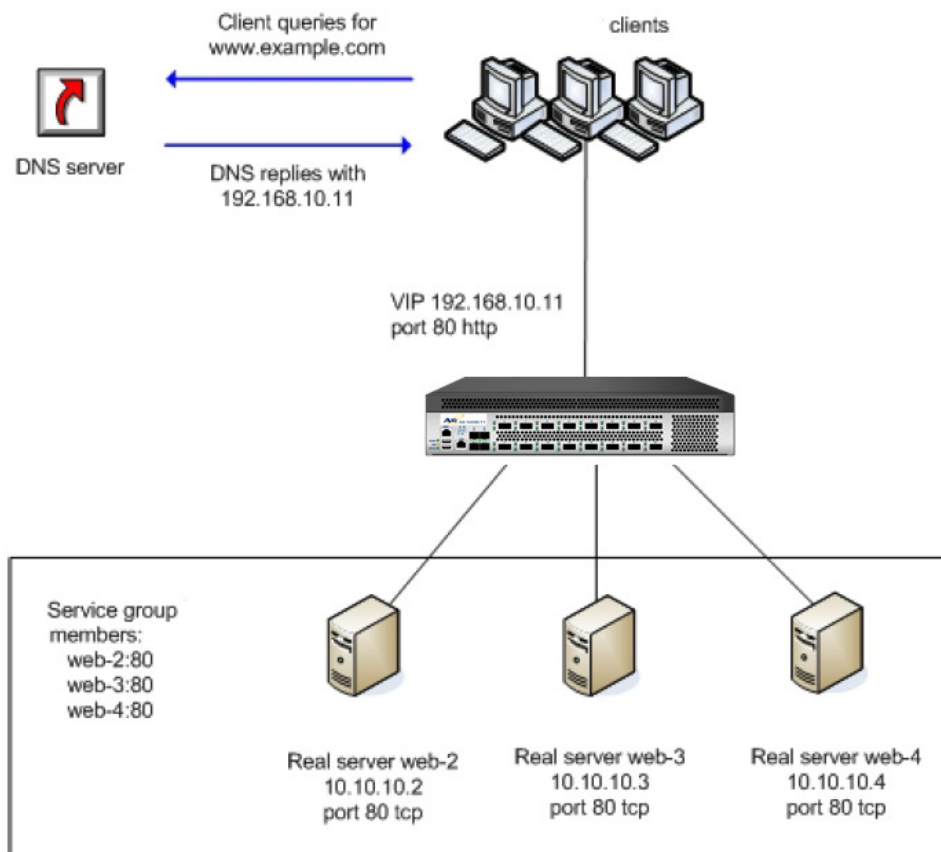 Client queries for
www.example.com
clients
DNS server
DNS replies with
192.168.10.11
VIP 192.168.10.11
port 80 http
Service group
members:
web-2:80
web-3:80
web-4:80
Real server web-2
10.10.10.2
port 80 tcp
Real server web-3
10.10.10.3
port 80 tcp
Real server web-4
10.10.10.4
port 80 tcp